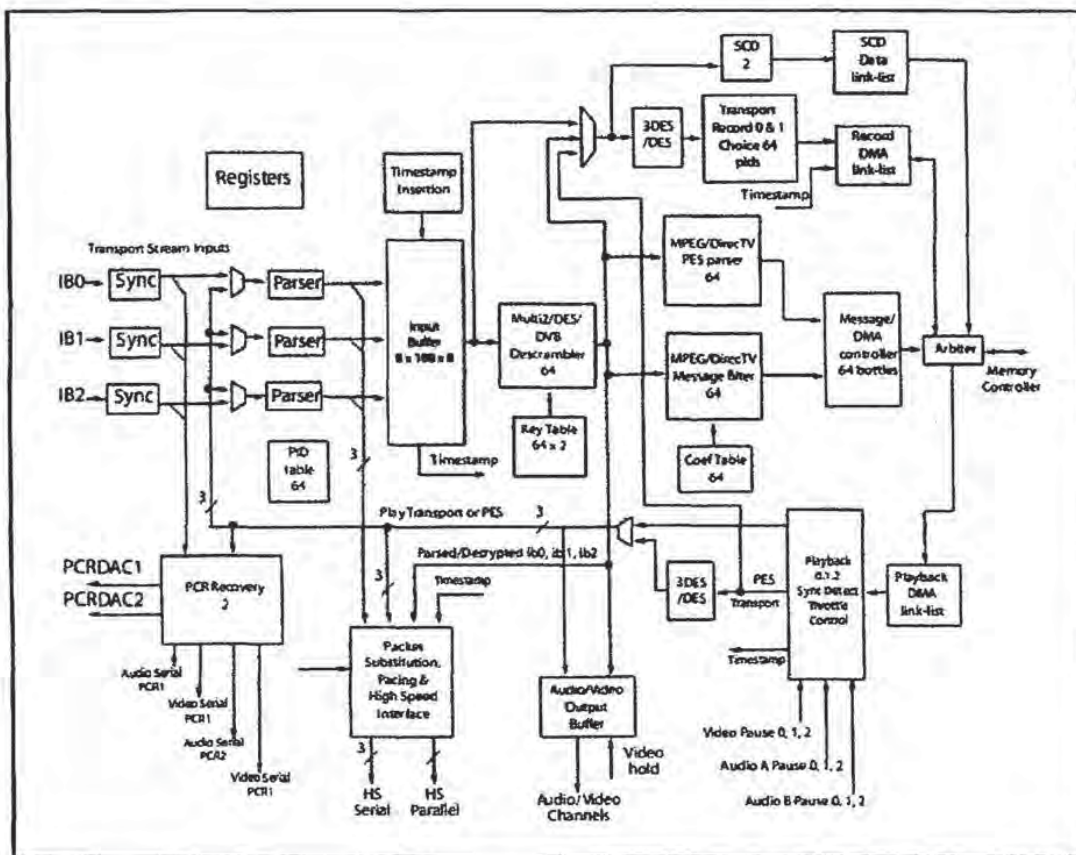 SCD
2
SCD
Data
link-list
3DES
/DES
Transport
Record 0 & 1
Choice 64
pids
Record
DMA
link-list
Timestamp
Registers
Timestamp
Insertion
Transport Stream Inputs
IB0
Sync
Parser
IB1
Sync
Parser
IB2
Sync
Parser
Input
Buffer
Multi2/DES/
DVB
Descrambler
64
MPEG/DirecTV
PES parser
64
MPEG/DirecTV
Message filter
64
Message/
DMA
controller
64 bottles
Arbiter
Memory
Controller
PID
table
64
Key Table
64 x 2
Coef Table
64
3
Timestamp
3
Play Transport or PES
3
Parsed/Decrypted ib0, ib1, ib2
PCRDAC1
PCRDAC2
PCR Recovery
2
3
Timestamp
3DES
/DES
PES
Transport
Playback
0,1,2
Sync Detect
Throttle
Control
Playback
DMA
link-list
Timestamp
Packet
Substitution,
Pacing &
High Speed
Interface
Audio/Video
Output
Buffer
Audio Serial
PCR1
Video Serial
PCR1
Audio Serial
PCR2
Video Serial
PCR1
3
HS
Serial
HS
Parallel
Video
hold
Audio/Video
Channels
Video Pause 0, 1, 2
Audio A Pause 0, 1, 2
Audio B Pause 0, 1, 2